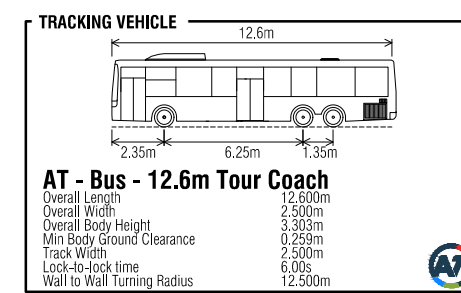 TRACKING VEHICLE
12.6m
2.35m 6.25m 1.35m
AT - Bus - 12.6m Tour Coach
Overall Length 12.600m
Overall Width 2.500m
Overall Body Height 3.303m
Min Body Ground Clearance 0.259m
Track Width 2.500m
Lock-to-lock time 6.00s
Wall to Wall Turning Radius 12.500m